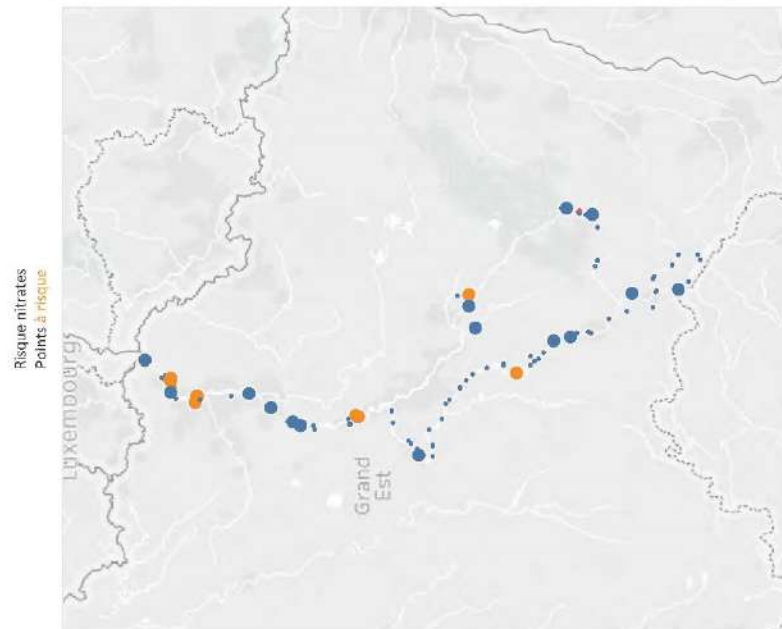 Risque nitrates
Points à risque
Luxembourg
Grand
Est